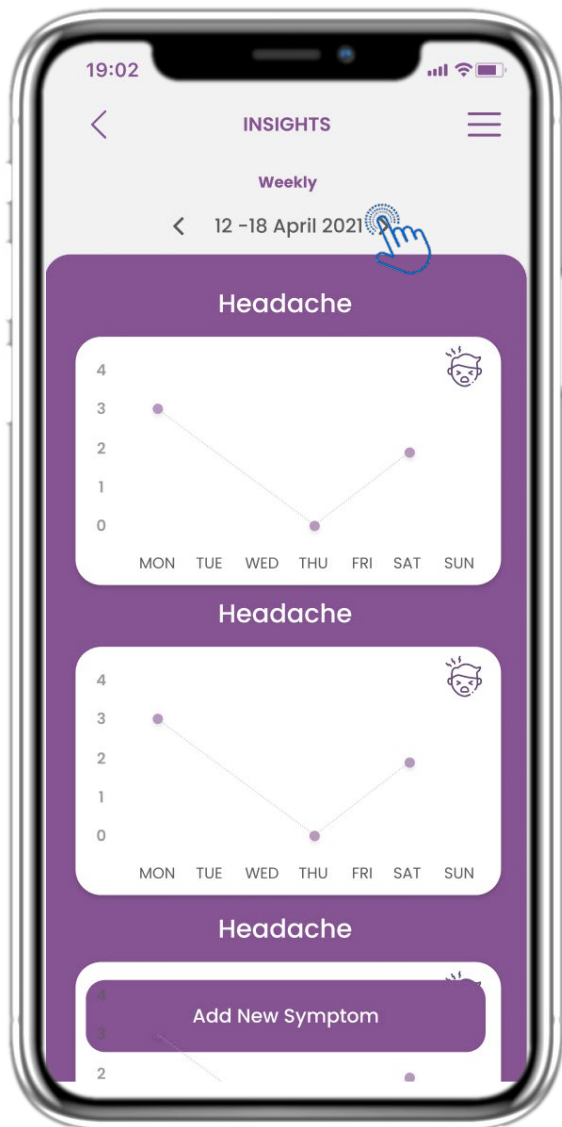 19:02
INSIGHTS
Weekly
12 -18 April 2021
Headache
4
3
2
1
0
MON TUE WED THU FRI SAT SUN
Headache
4
3
2
1
0
MON TUE WED THU FRI SAT SUN
Headache
4
Add New Symptom
3
2